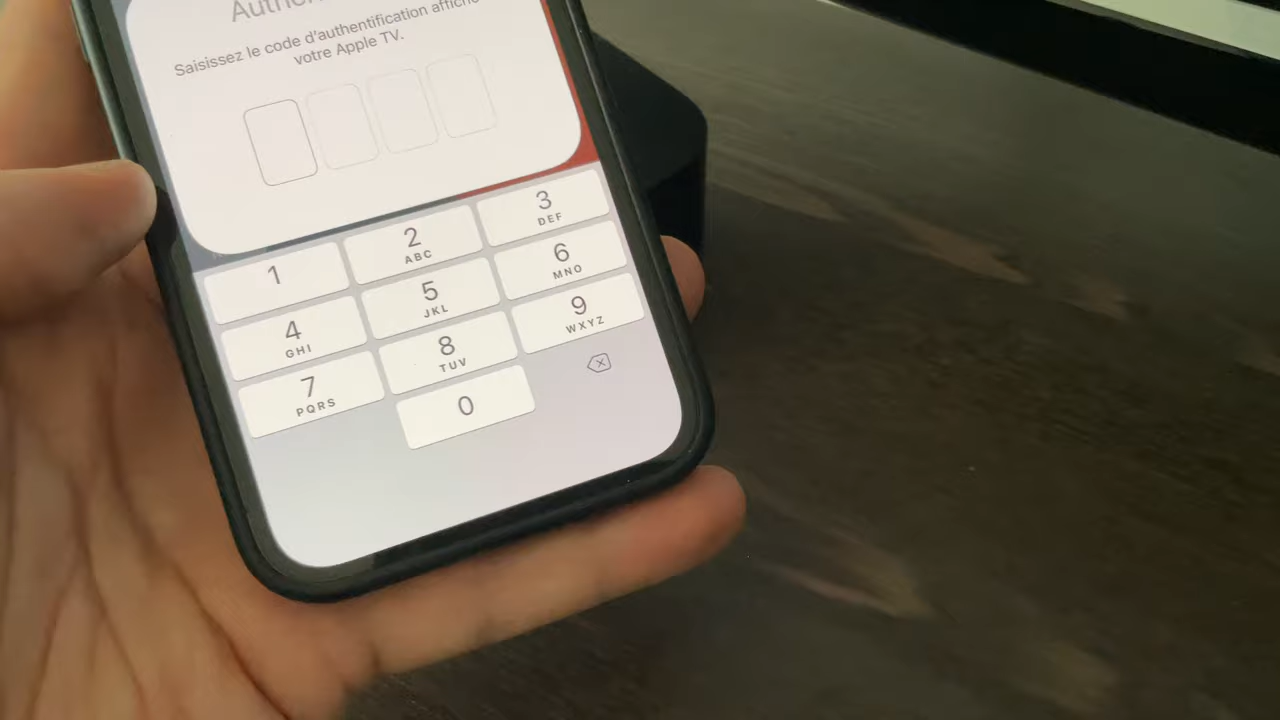 Saisissez le code d'authentification affiché
votre Apple TV.
1
2
ABC
3
DEF
4
GHI
5
JKL
6
MNO
7
PQRS
8
TUV
9
WXYZ
0